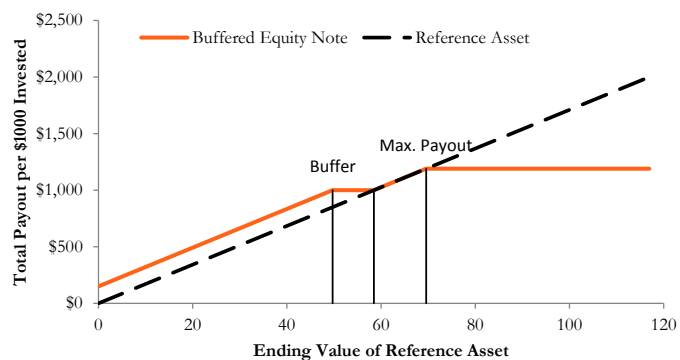 $2,500
Buffered Equity Note
Reference Asset
$2,000
$1,500
Max. Payout
Buffer
$1,000
$500
$0
0
20
40
60
80
100
120
Total Payout per $1000 Invested
Ending Value of Reference Asset